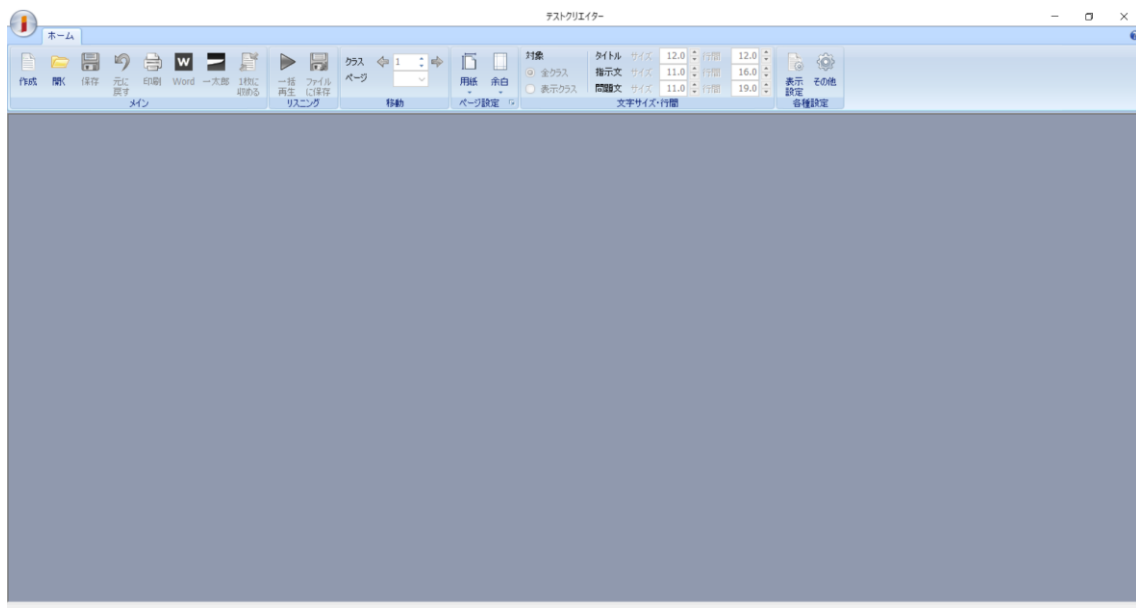 テストクリエイター
ホーム
作成
開く
保存
元に
戻す
印刷
Word
一太郎
1枚に
収める
メイン
一括
再生
ファイル
に保存
リスニング
クラス 1
ページ
移動
用紙
余白
ページ設定
対象
全クラス
表示クラス
タイトル サイズ 12.0 行間 12.0
指示文 サイズ 11.0 行間 16.0
問題文 サイズ 11.0 行間 19.0
文字サイズ・行間
表示
設定
その他
各種設定